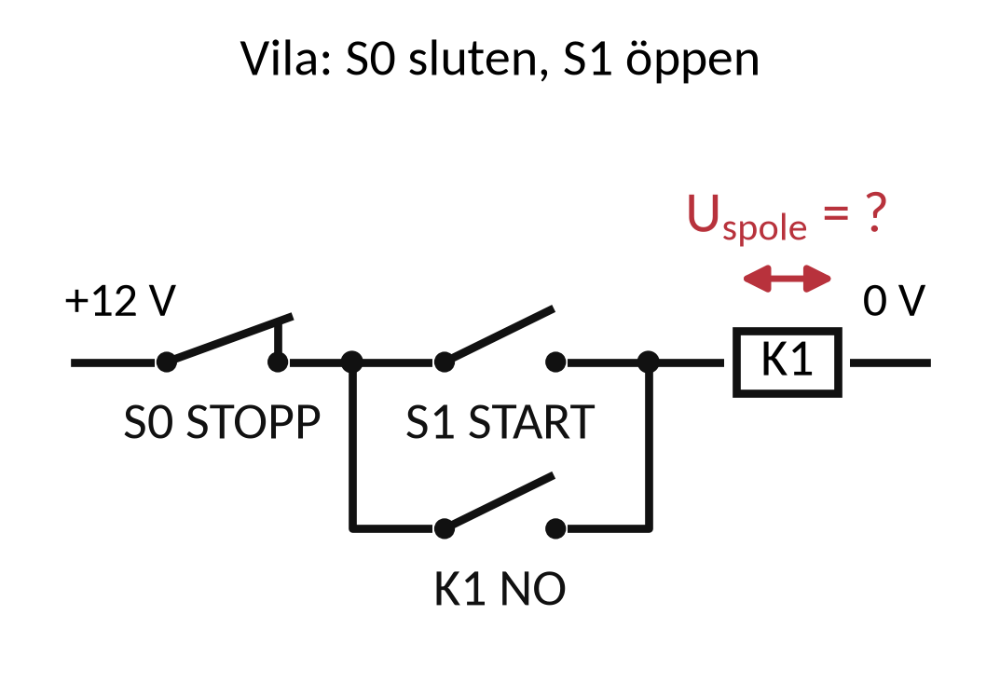 Vila: S0 sluten, S1 öppen
Uspole = ?
+12 V
0 V
K1
S0 STOPP
S1 START
K1 NO